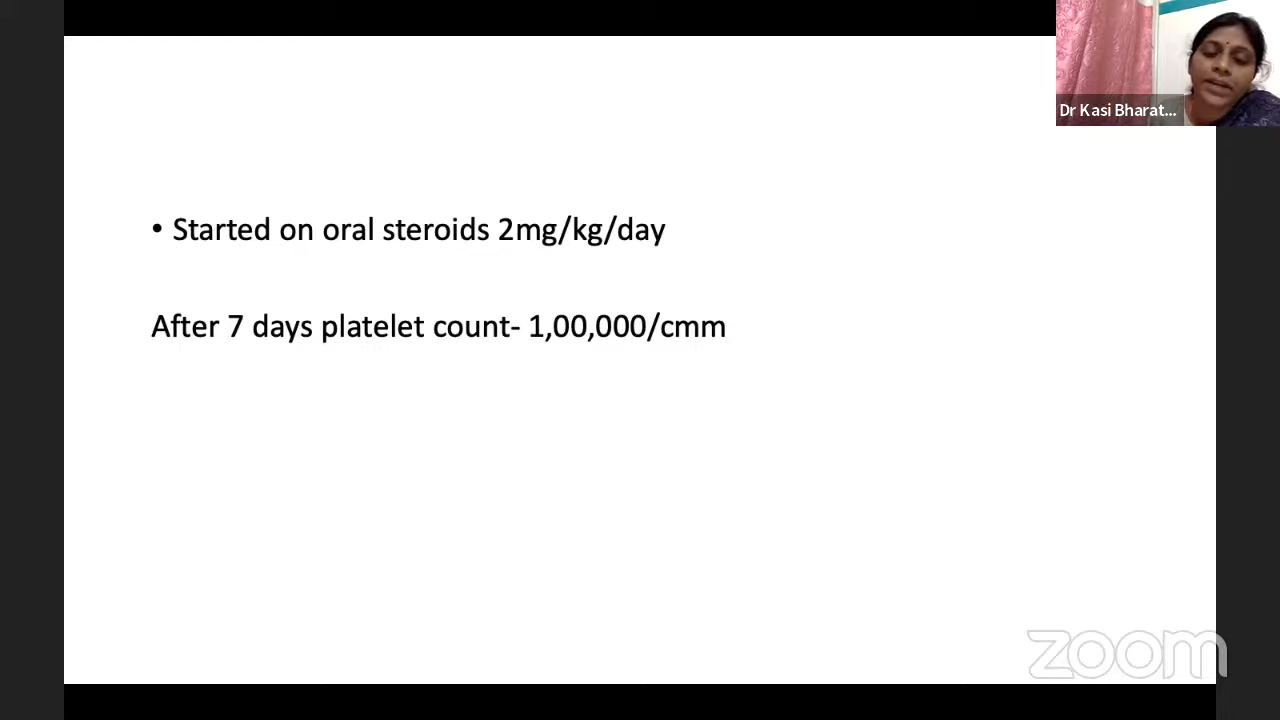 Dr Kasi Bharat...
• Started on oral steroids 2mg/kg/day
After 7 days platelet count- 1,00,000/cmm
zoom